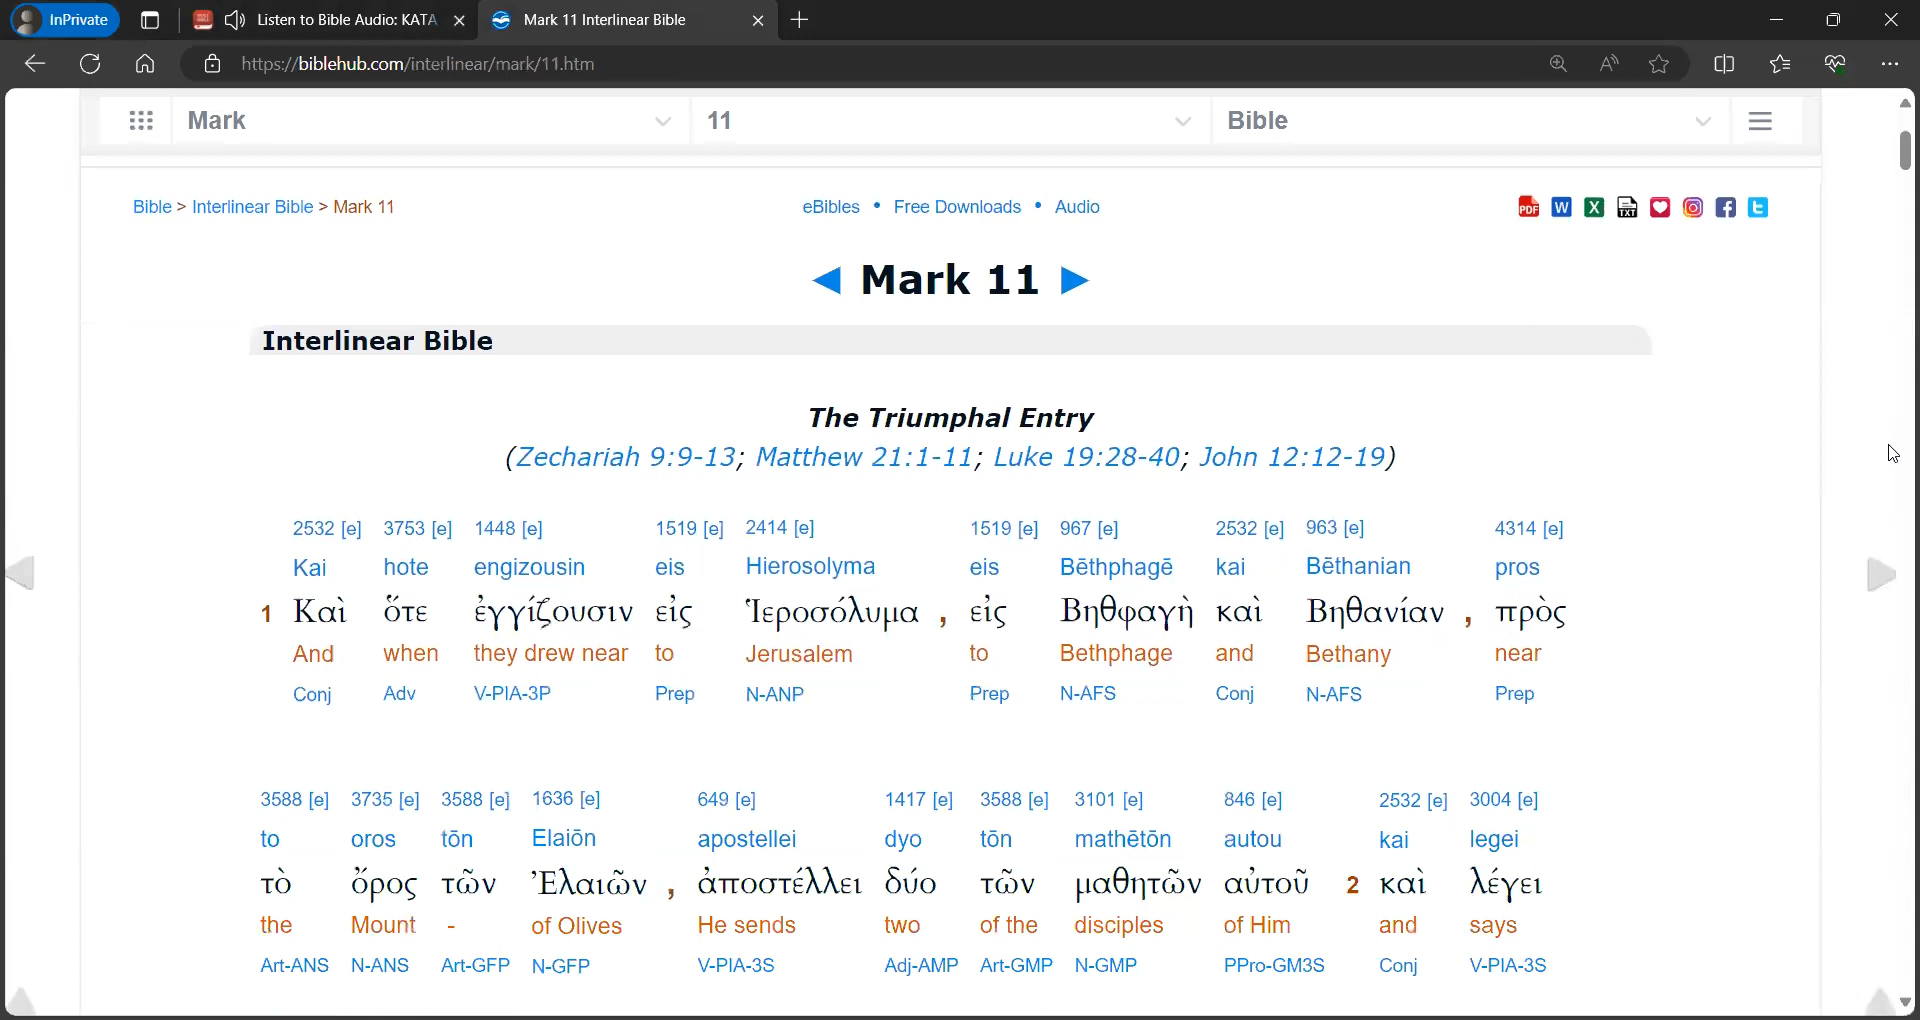 InPrivate Listen to Bible Audio: KATA Mark 11 Interlinear Bible
https://biblehub.com/interlinear/mark/11.htm
Mark 11 Bible
Bible > Interlinear Bible > Mark 11 eBibles • Free Downloads • Audio
Mark 11
Interlinear Bible
The Triumphal Entry
(Zechariah 9:9-13; Matthew 21:1-11; Luke 19:28-40; John 12:12-19)
2532 [e] 3753 [e] 1448 [e] 1519 [e] 2414 [e] 1519 [e] 967 [e] 2532 [e] 963 [e] 4314 [e]
Kai hote engizousin eis Hierosolyma eis Bēthphagē kai Bēthanian pros
1 Καὶ ὅτε ἐγγίζουσιν εἰς Ἱεροσόλυμα , εἰς Βηθφαγὴ καὶ Βηθανίαν , πρὸς
And when they drew near to Jerusalem to Bethphage and Bethany near
Conj Adv V-PIA-3P Prep N-ANP Prep N-AFS Conj N-AFS Prep
3588 [e] 3735 [e] 3588 [e] 1636 [e] 649 [e] 1417 [e] 3588 [e] 3101 [e] 846 [e] 2532 [e] 3004 [e]
to oros tōn Elaiōn apostellei dyo tōn mathētōn autou kai legei
τὸ ὄρος τῶν Ἐλαιῶν , ἀποστέλλει δύο τῶν μαθητῶν αὐτοῦ 2 καὶ λέγει
the Mount - of Olives He sends two of the disciples of Him and says
Art-ANS N-ANS Art-GFP N-GFP V-PIA-3S Adj-AMP Art-GMP N-GMP PPro-GM3S Conj V-PIA-3S